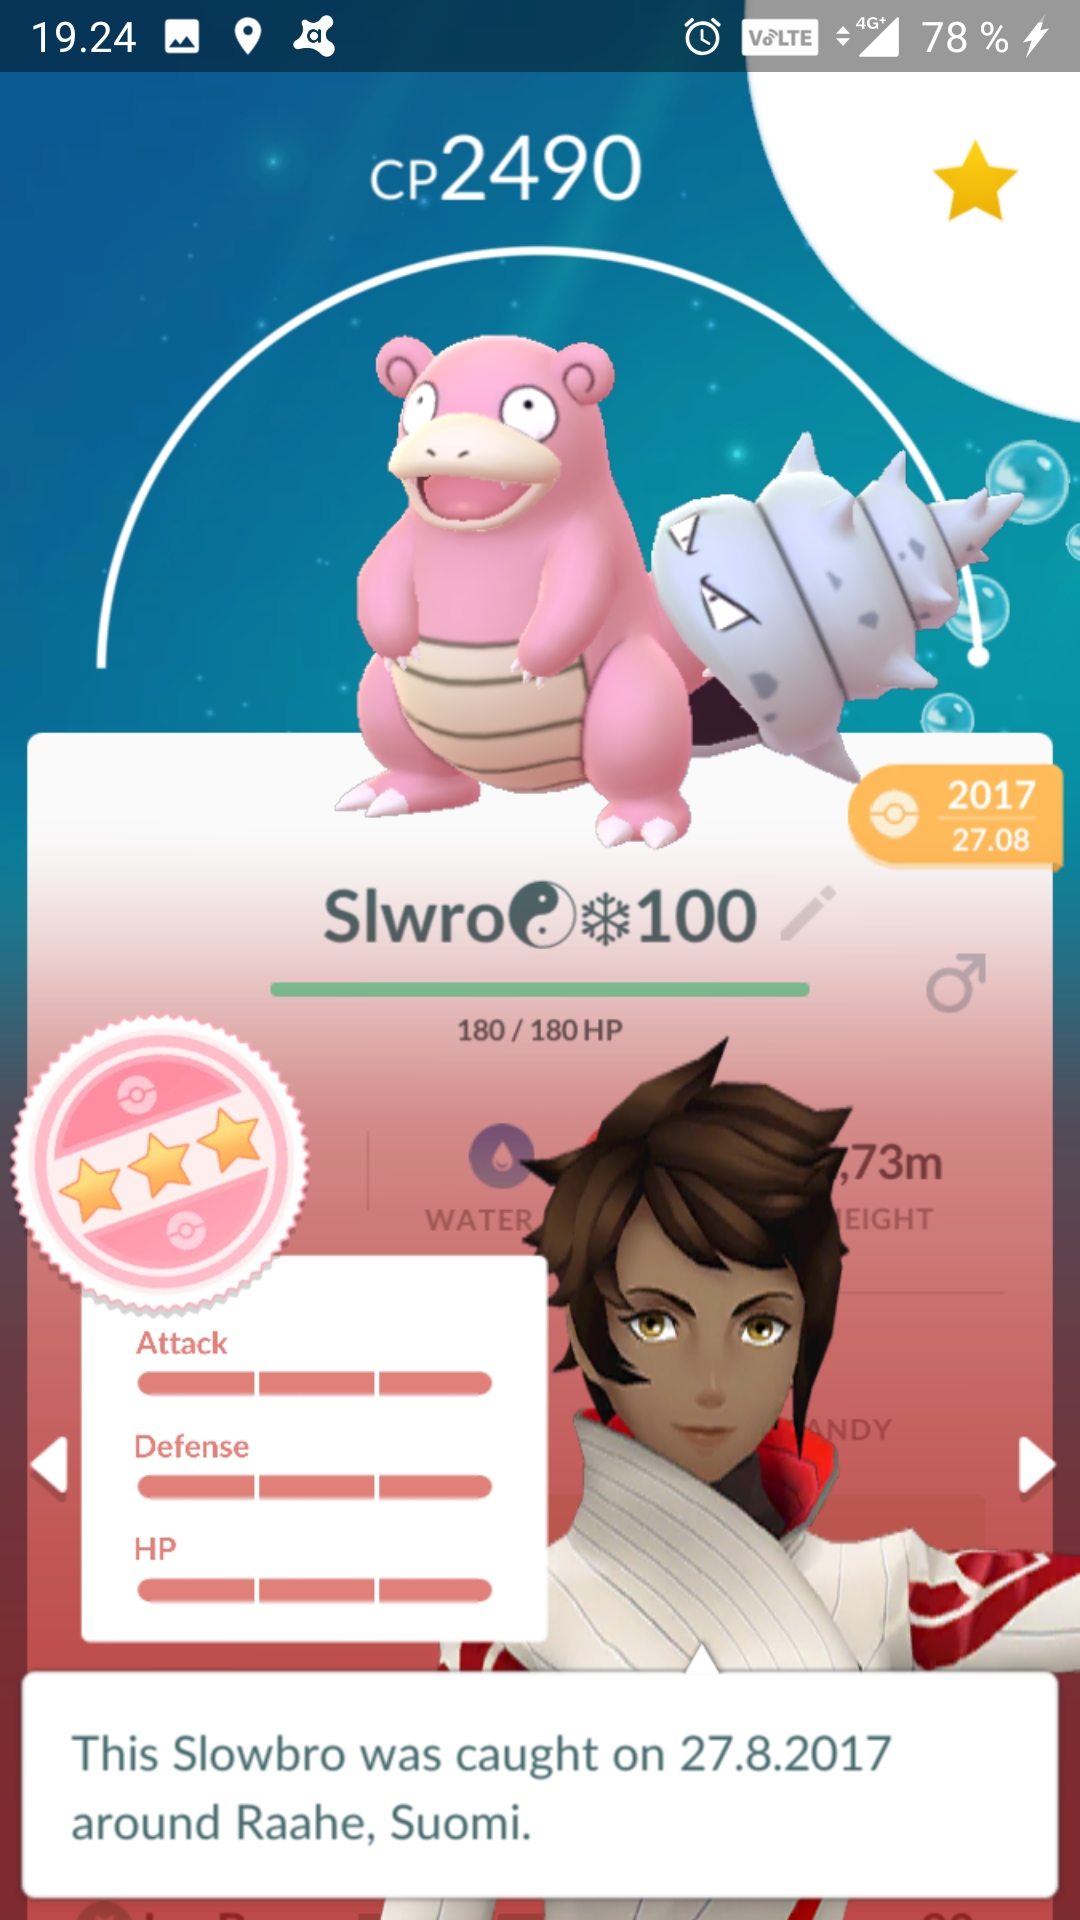 19.24
VoLTE 4G+ 78 %
CP2490
2017
27.08
Slwro☯❄100
180 / 180 HP
,73m
WATER
EIGHT
Attack
Defense
HP
ANDY
This Slowbro was caught on 27.8.2017
around Raahe, Suomi.